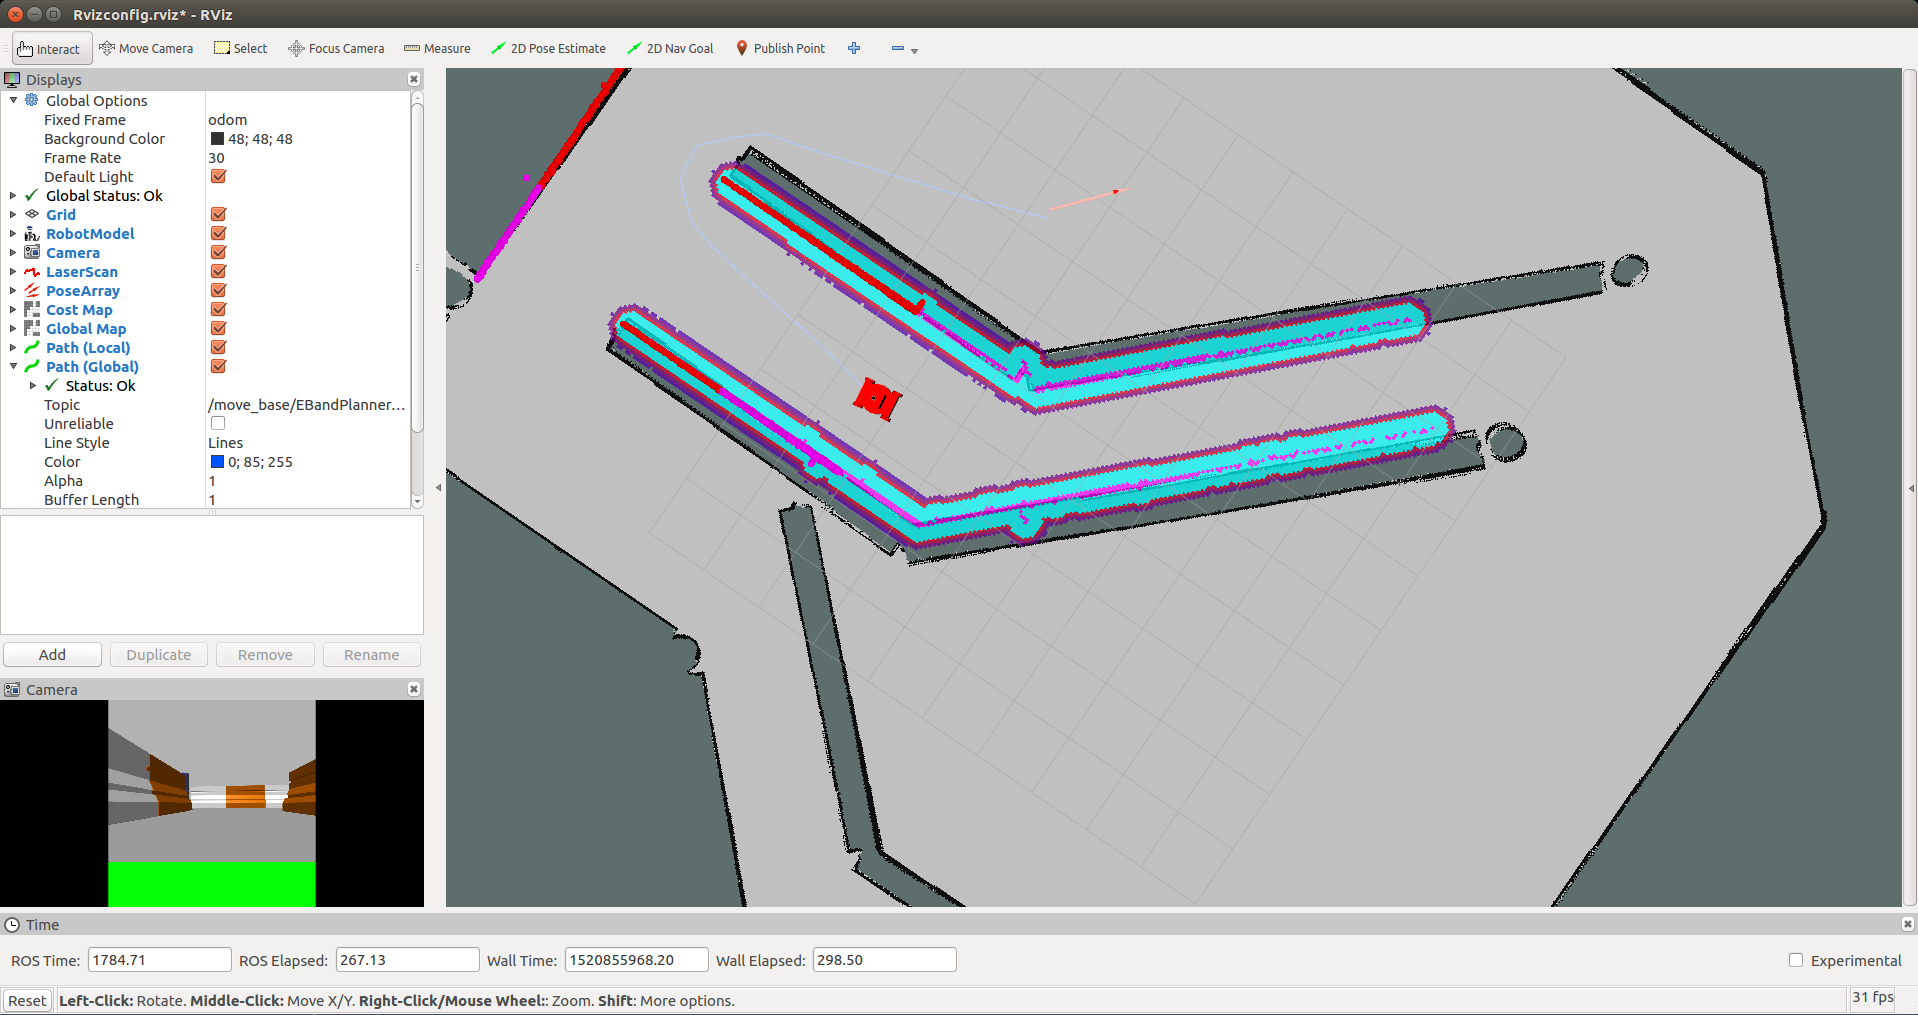 Rvizconfig.rviz* - RViz
Interact Move Camera Select Focus Camera Measure 2D Pose Estimate 2D Nav Goal Publish Point
Displays
Global Options
Fixed Frame odom
Background Color 48; 48; 48
Frame Rate 30
Default Light
Global Status: Ok
Grid
RobotModel
Camera
LaserScan
PoseArray
Cost Map
Global Map
Path (Local)
Path (Global)
Status: Ok
Topic /move_base/EBandPlanner...
Unreliable
Line Style Lines
Color 0; 85; 255
Alpha 1
Buffer Length 1
Add Duplicate Remove Rename
Camera
Time
ROS Time: 1784.71 ROS Elapsed: 267.13 Wall Time: 1520855968.20 Wall Elapsed: 298.50 Experimental
Reset Left-Click: Rotate. Middle-Click: Move X/Y. Right-Click/Mouse Wheel:: Zoom. Shift: More options. 31 fps